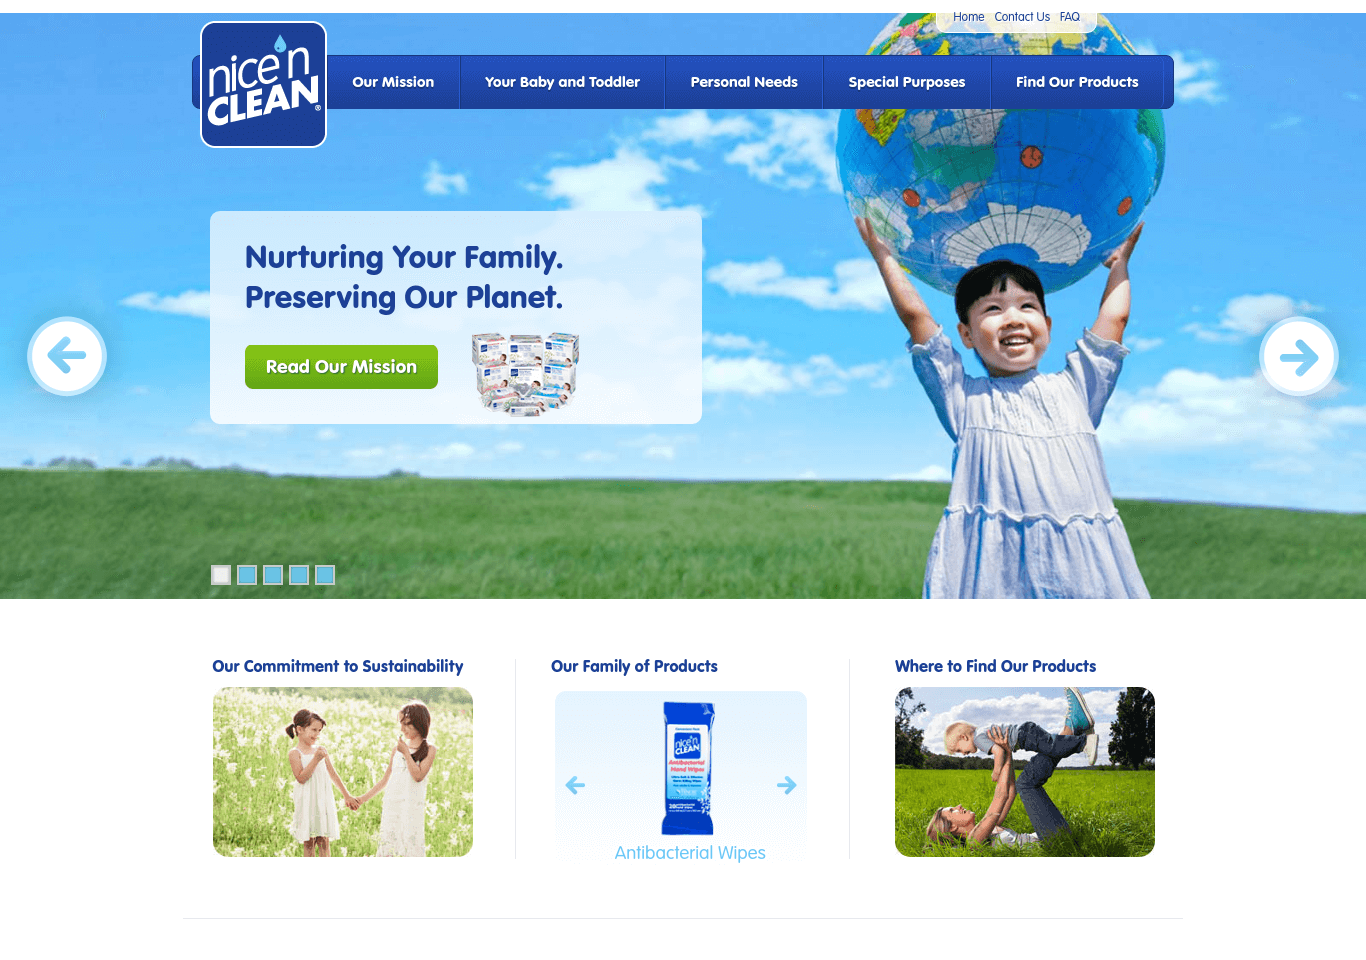 Home Contact Us FAQ
nice'n
CLEAN®
Our Mission
Your Baby and Toddler
Personal Needs
Special Purposes
Find Our Products
Nurturing Your Family.
Preserving Our Planet.
Read Our Mission
Our Commitment to Sustainability
Our Family of Products
Where to Find Our Products
nice'n
CLEAN
Antibacterial
Hand Wipes
Antibacterial Wipes